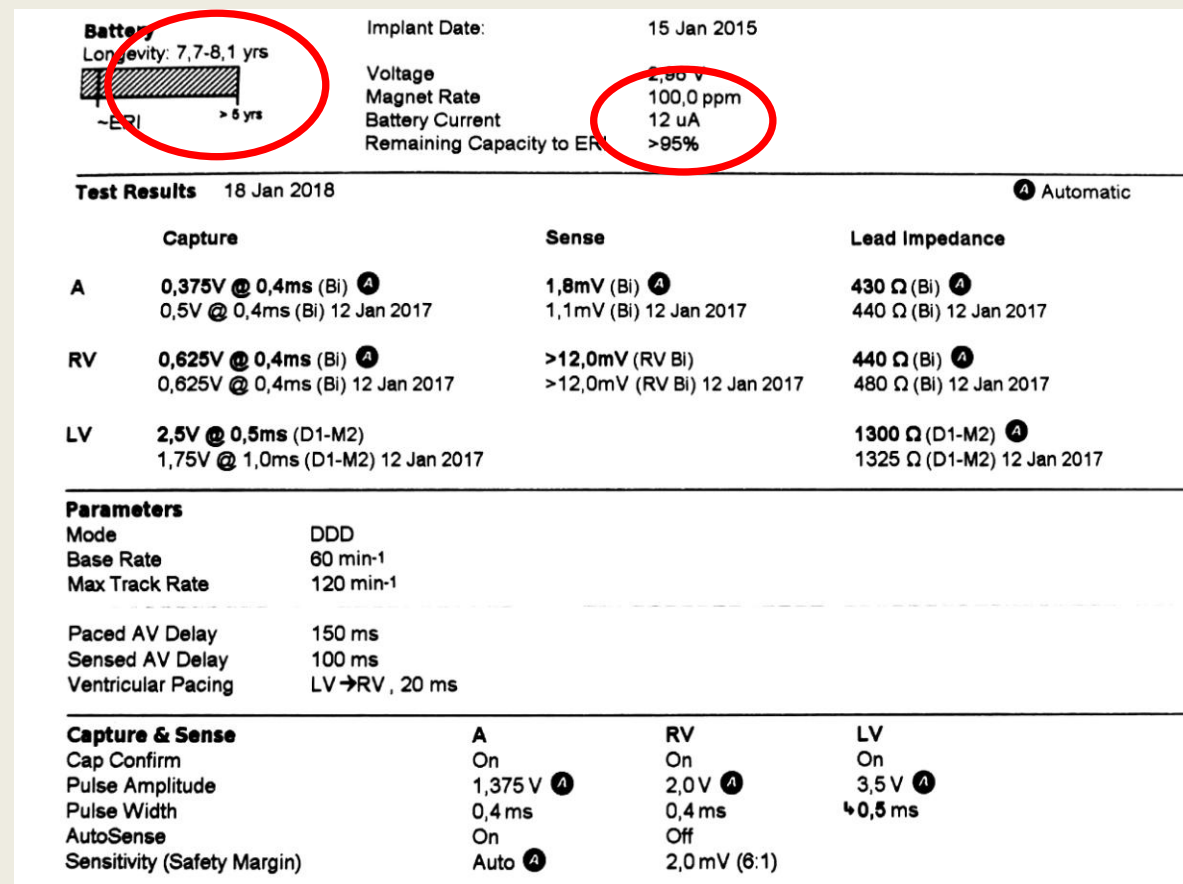 Battery Implant Date: 15 Jan 2015
Longevity: 7,7-8,1 yrs
Voltage 2,98 V
Magnet Rate 100,0 ppm
~ERI > 5 yrs Battery Current 12 uA
Remaining Capacity to ERI >95%
Test Results 18 Jan 2018 A Automatic
Capture Sense Lead Impedance
A 0,375V @ 0,4ms (Bi) A 1,8mV (Bi) A 430 Ω (Bi) A
0,5V @ 0,4ms (Bi) 12 Jan 2017 1,1mV (Bi) 12 Jan 2017 440 Ω (Bi) 12 Jan 2017
RV 0,625V @ 0,4ms (Bi) A >12,0mV (RV Bi) 440 Ω (Bi) A
0,625V @ 0,4ms (Bi) 12 Jan 2017 >12,0mV (RV Bi) 12 Jan 2017 480 Ω (Bi) 12 Jan 2017
LV 2,5V @ 0,5ms (D1-M2) 1300 Ω (D1-M2) A
1,75V @ 1,0ms (D1-M2) 12 Jan 2017 1325 Ω (D1-M2) 12 Jan 2017
Parameters
Mode DDD
Base Rate 60 min-1
Max Track Rate 120 min-1
Paced AV Delay 150 ms
Sensed AV Delay 100 ms
Ventricular Pacing LV→RV , 20 ms
Capture & Sense A RV LV
Cap Confirm On On On
Pulse Amplitude 1,375 V A 2,0 V A 3,5 V A
Pulse Width 0,4 ms 0,4 ms ↳0,5 ms
AutoSense On Off
Sensitivity (Safety Margin) Auto A 2,0 mV (6:1)